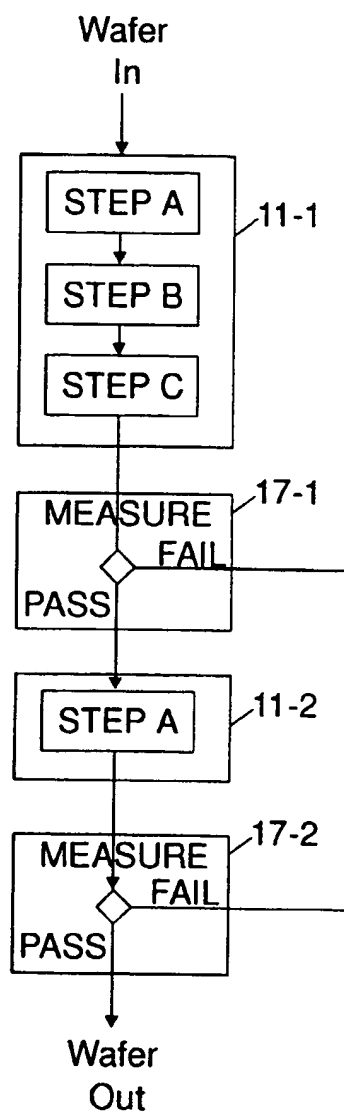 Wafer
In
STEP A
11-1
STEP B
STEP C
17-1
MEASURE
FAIL
PASS
11-2
STEP A
17-2
MEASURE
FAIL
PASS
Wafer
Out